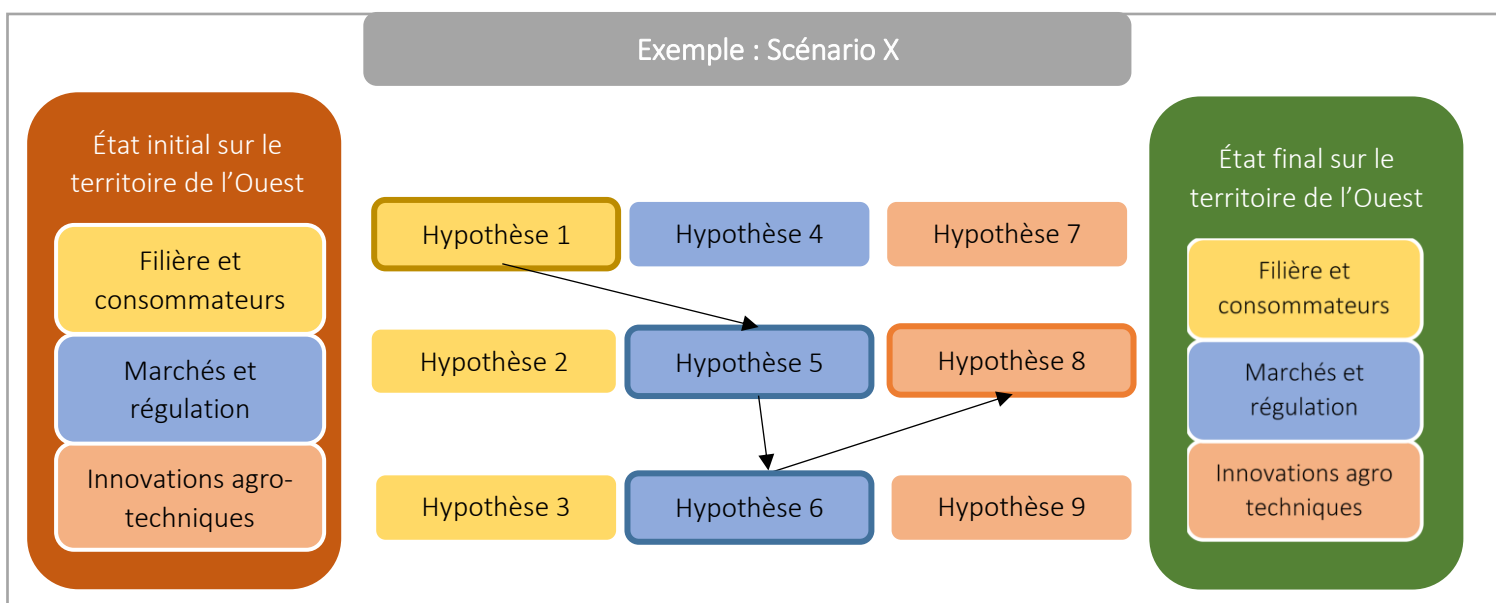 Exemple : Scénario X
État initial sur le
territoire de l'Ouest
Filière et
consommateurs
Marchés et
régulation
Innovations agro-
techniques
Hypothèse 1
Hypothèse 4
Hypothèse 7
Hypothèse 2
Hypothèse 5
Hypothèse 8
Hypothèse 3
Hypothèse 6
Hypothèse 9
État final sur le
territoire de l'Ouest
Filière et
consommateurs
Marchés et
régulation
Innovations agro
techniques